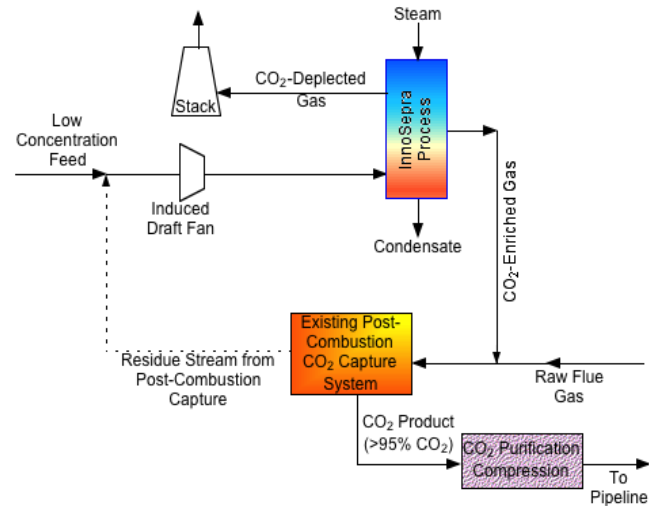 Steam
CO₂-Deplected
Gas
Stack
InnoSepra
Process
Low
Concentration
Feed
Induced
Draft Fan
Condensate
CO₂-Enriched Gas
Existing Post-
Combustion
CO₂ Capture
System
Residue Stream from
Post-Combustion
Capture
Raw Flue
Gas
CO₂ Product
(>95% CO₂)
CO₂ Purification
Compression
To
Pipeline